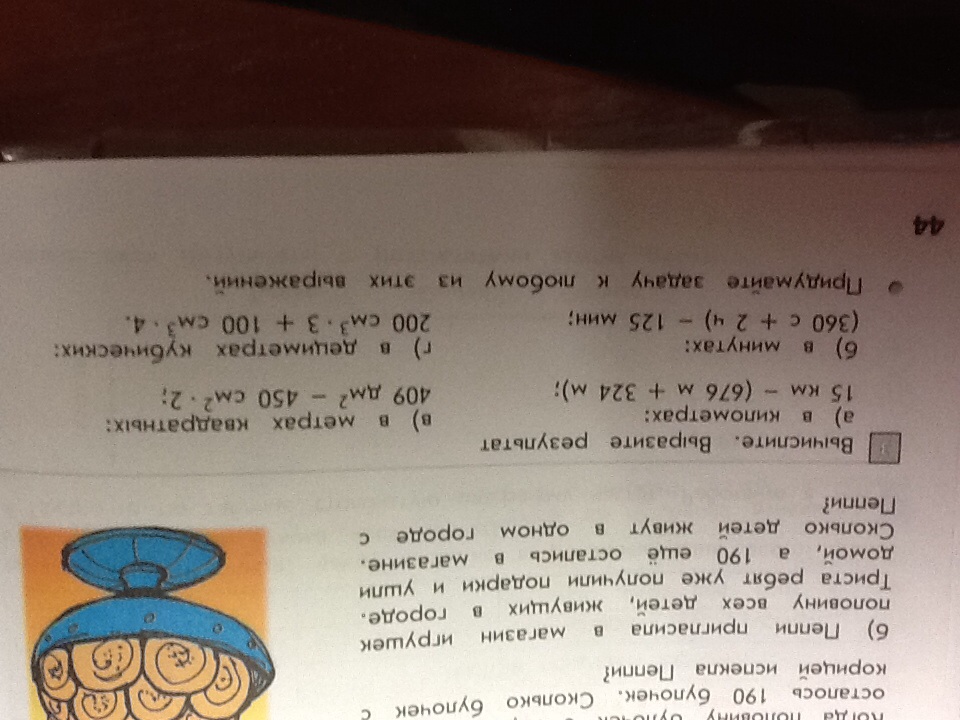 когда половину булочек
осталось 190 булочек. Сколько булочек с
корицей испекла Пеппи?
б) Пеппи пригласила в магазин игрушек
половину всех детей, живущих в городе.
Триста ребят уже получили подарки и ушли
домой, а 190 ещё остались в магазине.
Сколько детей живут в одном городе с
Пеппи?
Вычислите. Выразите результат
а) в километрах:
15 км − (676 м + 324 м);
б) в минутах:
(360 с + 2 ч) − 125 мин;
в) в метрах квадратных:
409 дм² − 450 см² · 2;
г) в дециметрах кубических:
200 см³ · 3 + 100 см³ · 4.
• Придумайте задачу к любому из этих выражений.
44